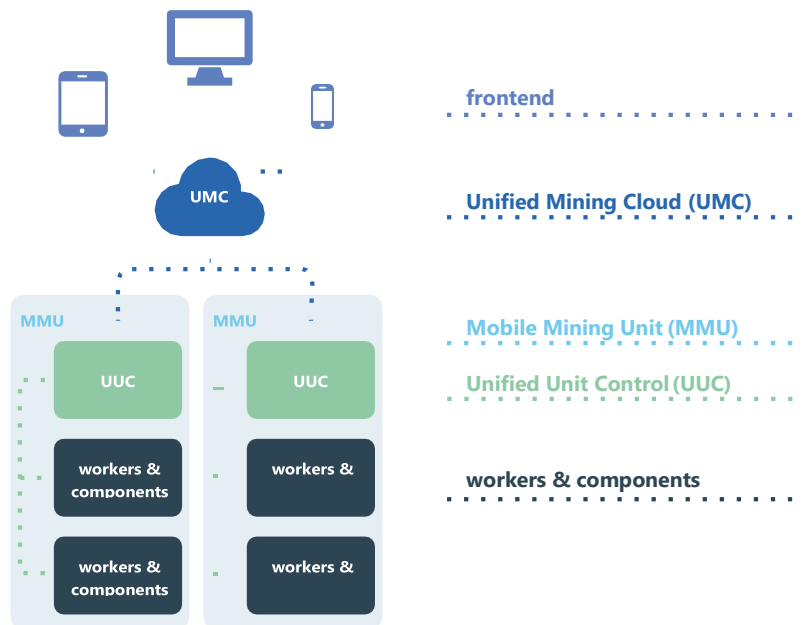 frontend
UMC
Unified Mining Cloud (UMC)
MMU
MMU
Mobile Mining Unit (MMU)
UUC
UUC
Unified Unit Control (UUC)
workers &
components
workers &
workers & components
workers &
components
workers &